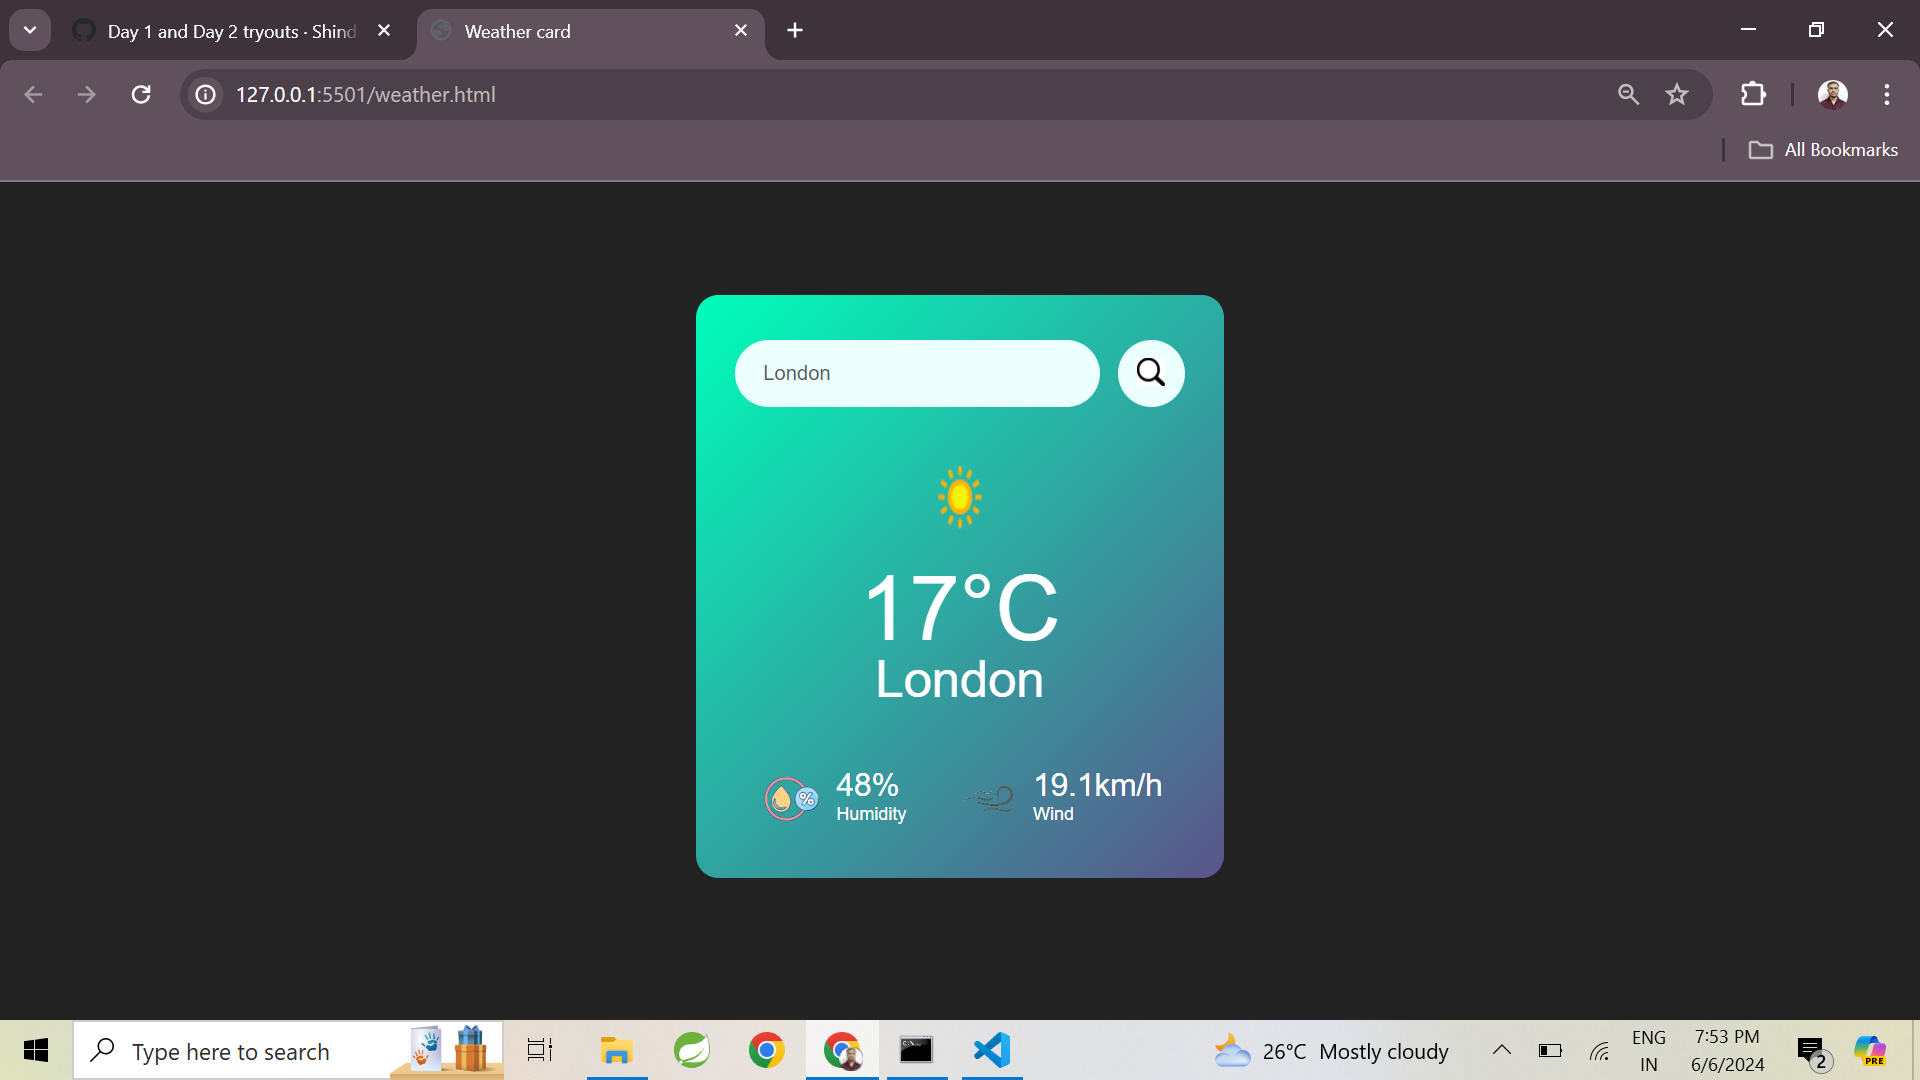 Day 1 and Day 2 tryouts · Shind
Weather card
127.0.0.1:5501/weather.html
All Bookmarks
London
17°C
London
%
48%
Humidity
19.1km/h
Wind
Type here to search
26°C Mostly cloudy
ENG
IN
7:53 PM
6/6/2024
2
PRE